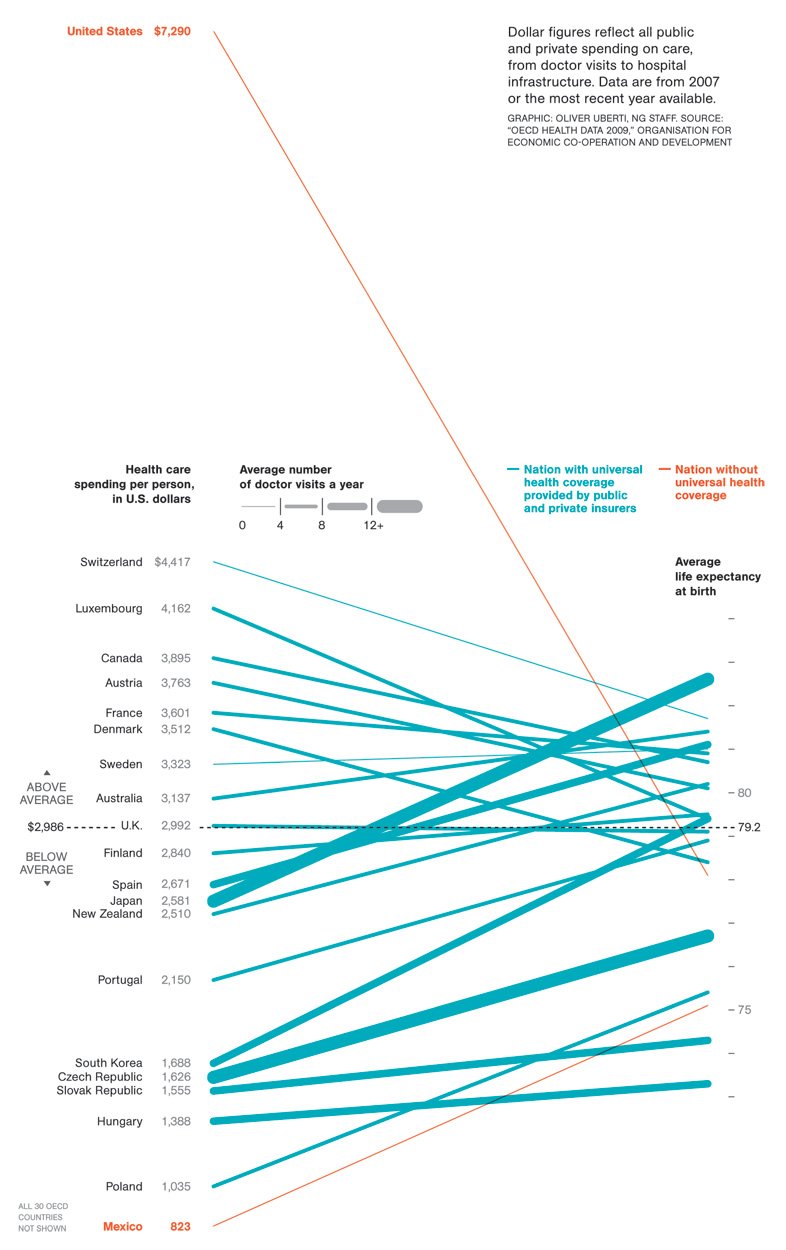 United States $7,290
Dollar figures reflect all public
and private spending on care,
from doctor visits to hospital
infrastructure. Data are from 2007
or the most recent year available.
GRAPHIC: OLIVER UBERTI, NG STAFF. SOURCE:
“OECD HEALTH DATA 2009,” ORGANISATION FOR
ECONOMIC CO-OPERATION AND DEVELOPMENT
Health care
spending per person,
in U.S. dollars
Average number
of doctor visits a year
0 4 8 12+
Nation with universal
health coverage
provided by public
and private insurers
Nation without
universal health
coverage
Average
life expectancy
at birth
Switzerland $4,417
Luxembourg 4,162
Canada 3,895
Austria 3,763
France 3,601
Denmark 3,512
Sweden 3,323
ABOVE
AVERAGE
Australia 3,137
80
$2,986
U.K. 2,992
79.2
BELOW
AVERAGE
Finland 2,840
Spain 2,671
Japan 2,581
New Zealand 2,510
Portugal 2,150
75
South Korea 1,688
Czech Republic 1,626
Slovak Republic 1,555
Hungary 1,388
Poland 1,035
ALL 30 OECD
COUNTRIES
NOT SHOWN
Mexico 823